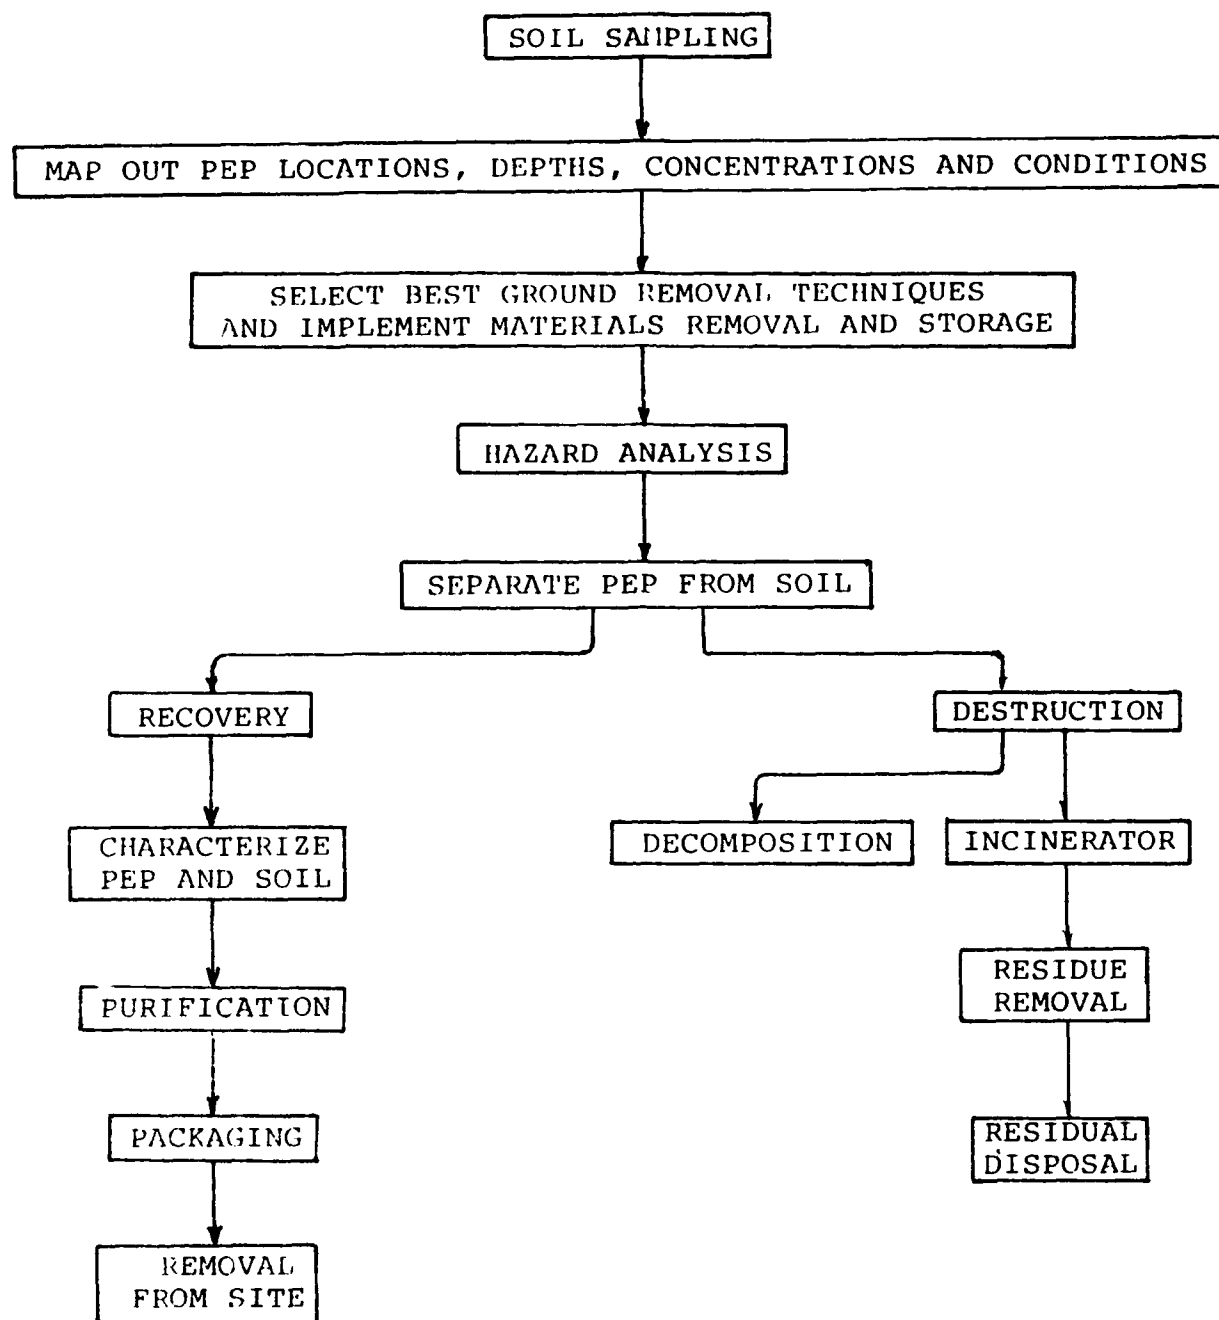 SOIL SAMPLING
MAP OUT PEP LOCATIONS, DEPTHS, CONCENTRATIONS AND CONDITIONS
SELECT BEST GROUND REMOVAL TECHNIQUES
AND IMPLEMENT MATERIALS REMOVAL AND STORAGE
HAZARD ANALYSIS
SEPARATE PEP FROM SOIL
RECOVERY
DESTRUCTION
CHARACTERIZE
PEP AND SOIL
DECOMPOSITION
INCINERATOR
PURIFICATION
RESIDUE
REMOVAL
PACKAGING
RESIDUAL
DISPOSAL
REMOVAL
FROM SITE